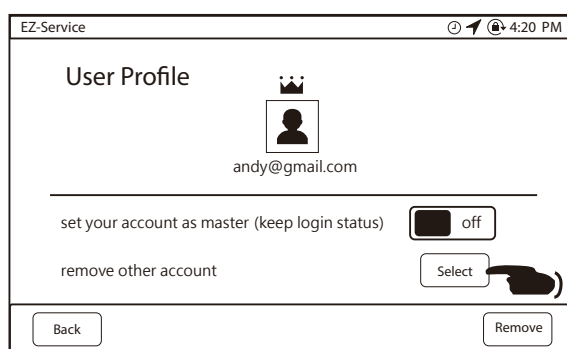 EZ-Service 4:20 PM
User Profile
andy@gmail.com
set your account as master (keep login status) off
remove other account Select
Back Remove